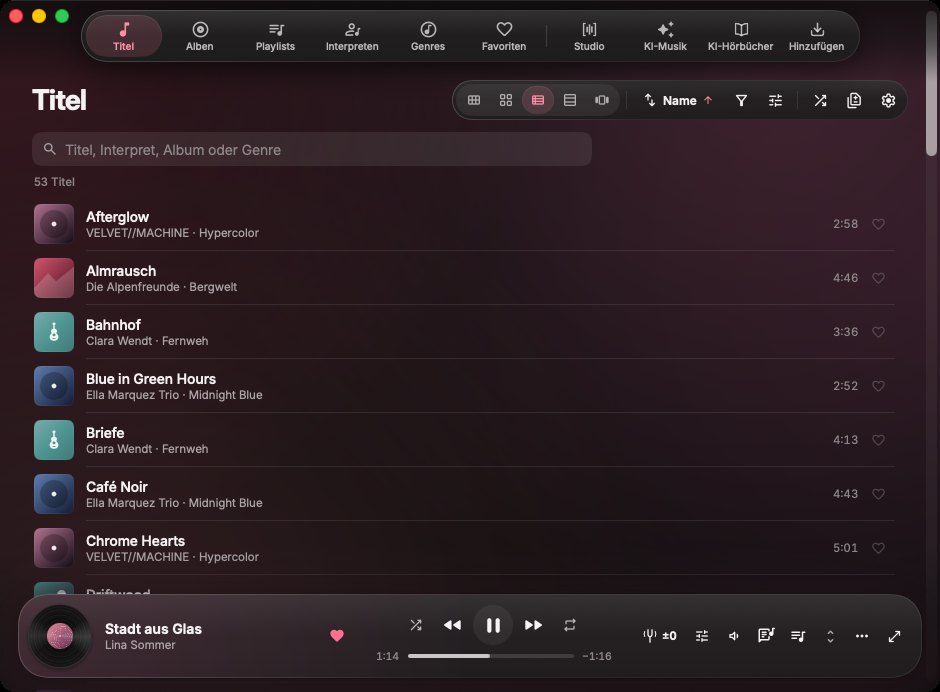 Titel
Alben
Playlists
Interpreten
Genres
Favoriten
Studio
KI-Musik
KI-Hörbücher
Hinzufügen
Titel
Name
Titel, Interpret, Album oder Genre
53 Titel
Afterglow
VELVET//MACHINE · Hypercolor
2:58
Almrausch
Die Alpenfreunde · Bergwelt
4:46
Bahnhof
Clara Wendt · Fernweh
3:36
Blue in Green Hours
Ella Marquez Trio · Midnight Blue
2:52
Briefe
Clara Wendt · Fernweh
4:13
Café Noir
Ella Marquez Trio · Midnight Blue
4:43
Chrome Hearts
VELVET//MACHINE · Hypercolor
5:01
Driftwood
Stadt aus Glas
Lina Sommer
1:14
−1:16
±0